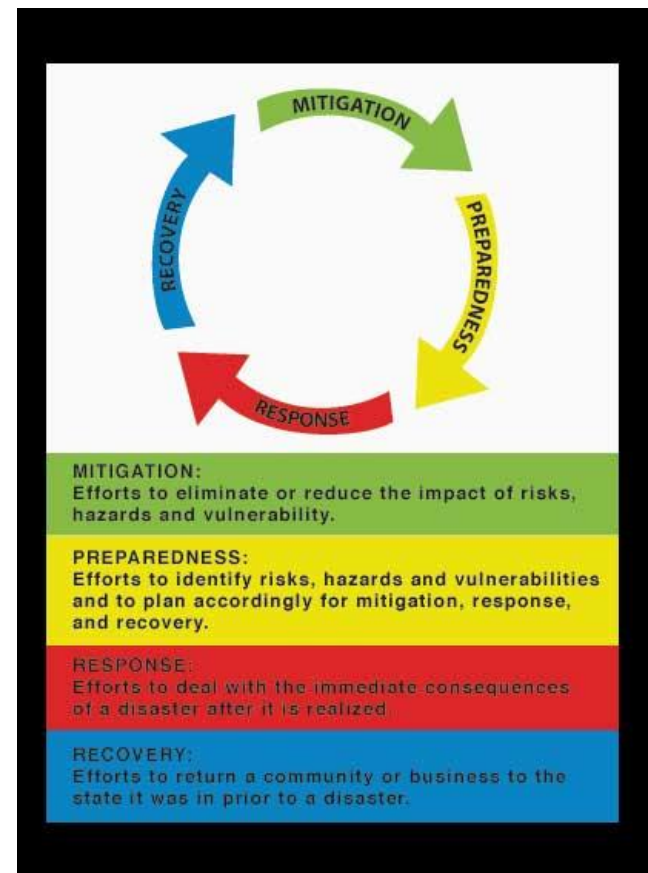 MITIGATION
PREPAREDNESS
RESPONSE
RECOVERY
MITIGATION:
Efforts to eliminate or reduce the impact of risks,
hazards and vulnerability.
PREPAREDNESS:
Efforts to identify risks, hazards and vulnerabilities
and to plan accordingly for mitigation, response,
and recovery.
RESPONSE:
Efforts to deal with the immediate consequences
of a disaster after it is realized
RECOVERY:
Efforts to return a community or business to the
state it was in prior to a disaster.